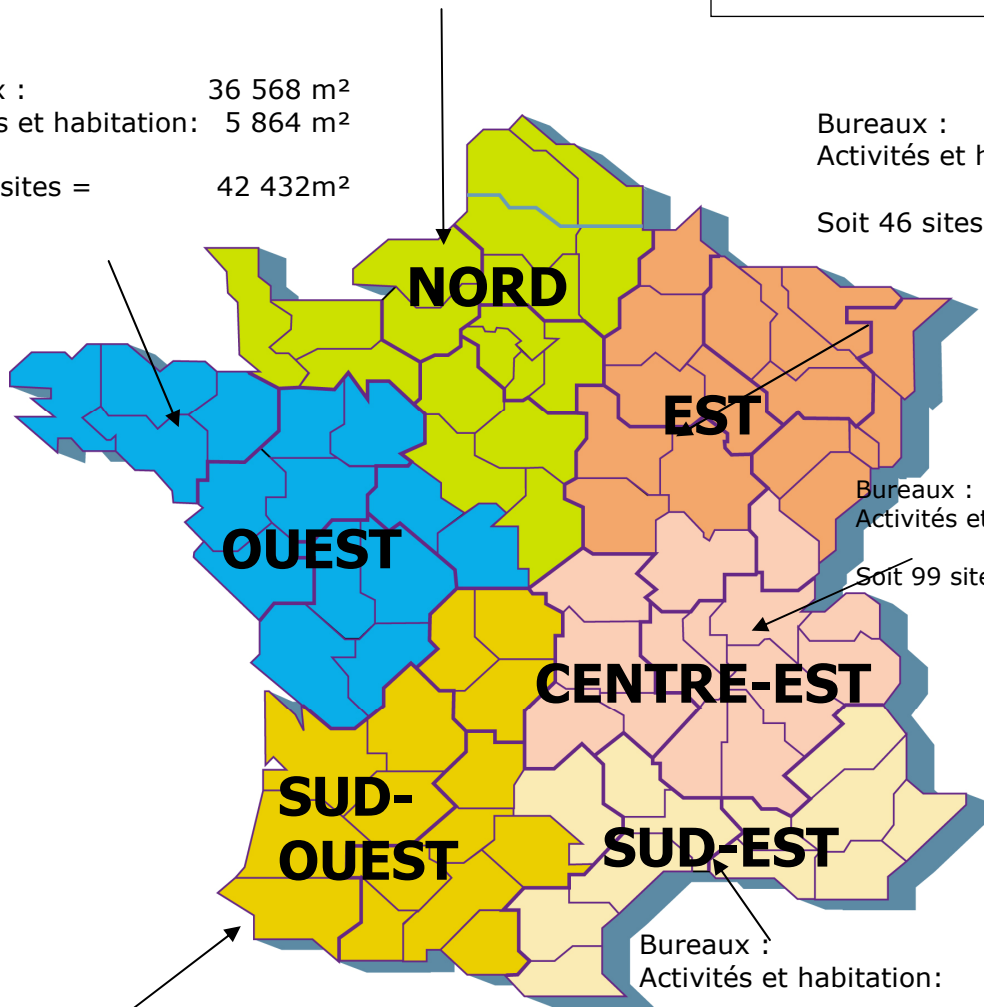 x : 36 568 m²
s et habitation: 5 864 m²
sites = 42 432m²
Bureaux :
Activités et h
Soit 46 sites
NORD
EST
Bureaux :
Activités et
Soit 99 site
OUEST
CENTRE-EST
SUD-
OUEST
SUD-EST
Bureaux :
Activités et habitation: